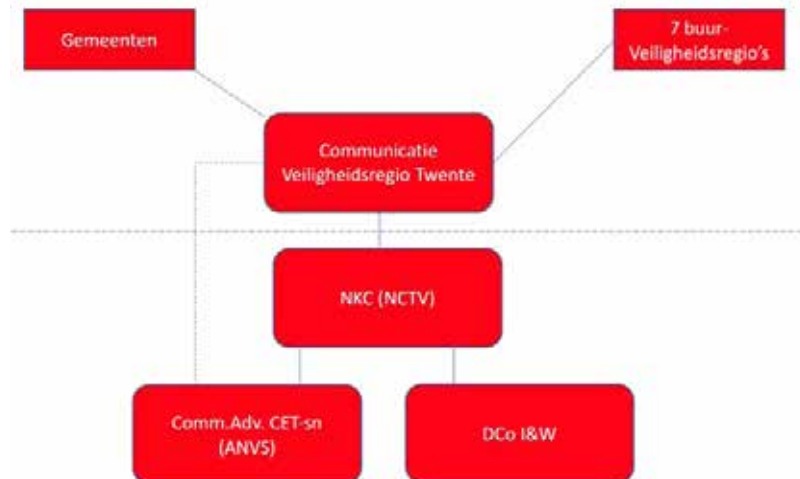 Gemeenten
7 buur-
Veiligheidsregio's
Communicatie
Veiligheidsregio Twente
NKC (NCTV)
Comm.Adv. CET-sn
(ANVS)
DCo I&W